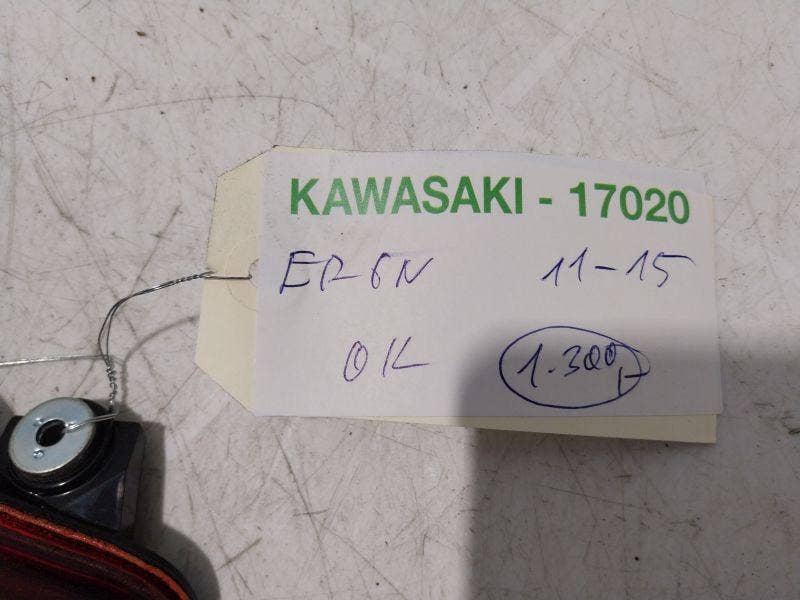 KAWASAKI - 17020
ER6N 11-15
OK 1.300,-